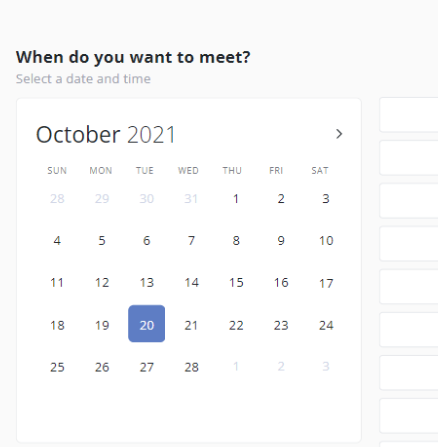 When do you want to meet?
Select a date and time
October 2021
SUN MON TUE WED THU FRI SAT
28 29 30 31 1 2 3
4 5 6 7 8 9 10
11 12 13 14 15 16 17
18 19 20 21 22 23 24
25 26 27 28 1 2 3